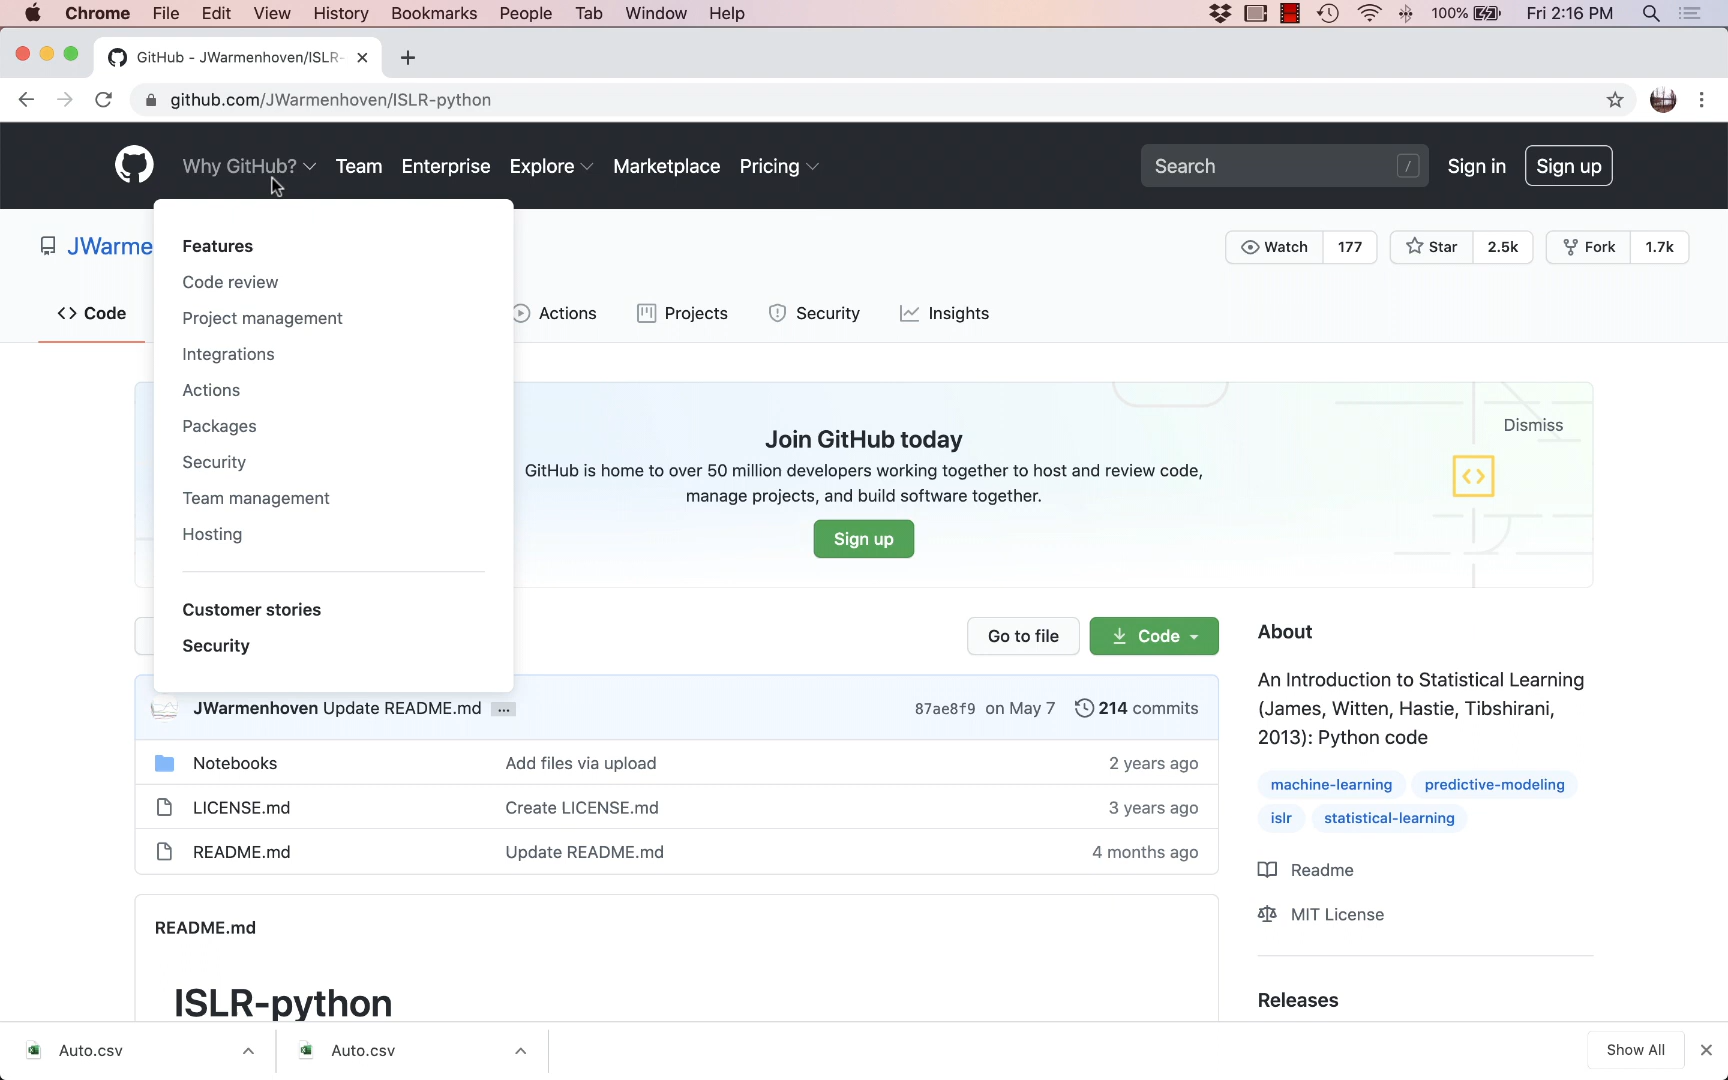 Chrome File Edit View History Bookmarks People Tab Window Help 100% Fri 2:16 PM
GitHub - JWarmenhoven/ISLR-
github.com/JWarmenhoven/ISLR-python
Why GitHub? Team Enterprise Explore Marketplace Pricing Search / Sign in Sign up
JWarme Watch 177 Star 2.5k Fork 1.7k
Code Actions Projects Security Insights
Features
Code review
Project management
Integrations
Actions
Packages
Security
Team management
Hosting
Customer stories
Security
Join GitHub today
Dismiss
GitHub is home to over 50 million developers working together to host and review code,
manage projects, and build software together.
Sign up
Go to file Code
JWarmenhoven Update README.md ... 87ae8f9 on May 7 214 commits
Notebooks Add files via upload 2 years ago
LICENSE.md Create LICENSE.md 3 years ago
README.md Update README.md 4 months ago
README.md
ISLR-python
About
An Introduction to Statistical Learning
(James, Witten, Hastie, Tibshirani,
2013): Python code
machine-learning predictive-modeling
islr statistical-learning
Readme
MIT License
Releases
Auto.csv Auto.csv Show All